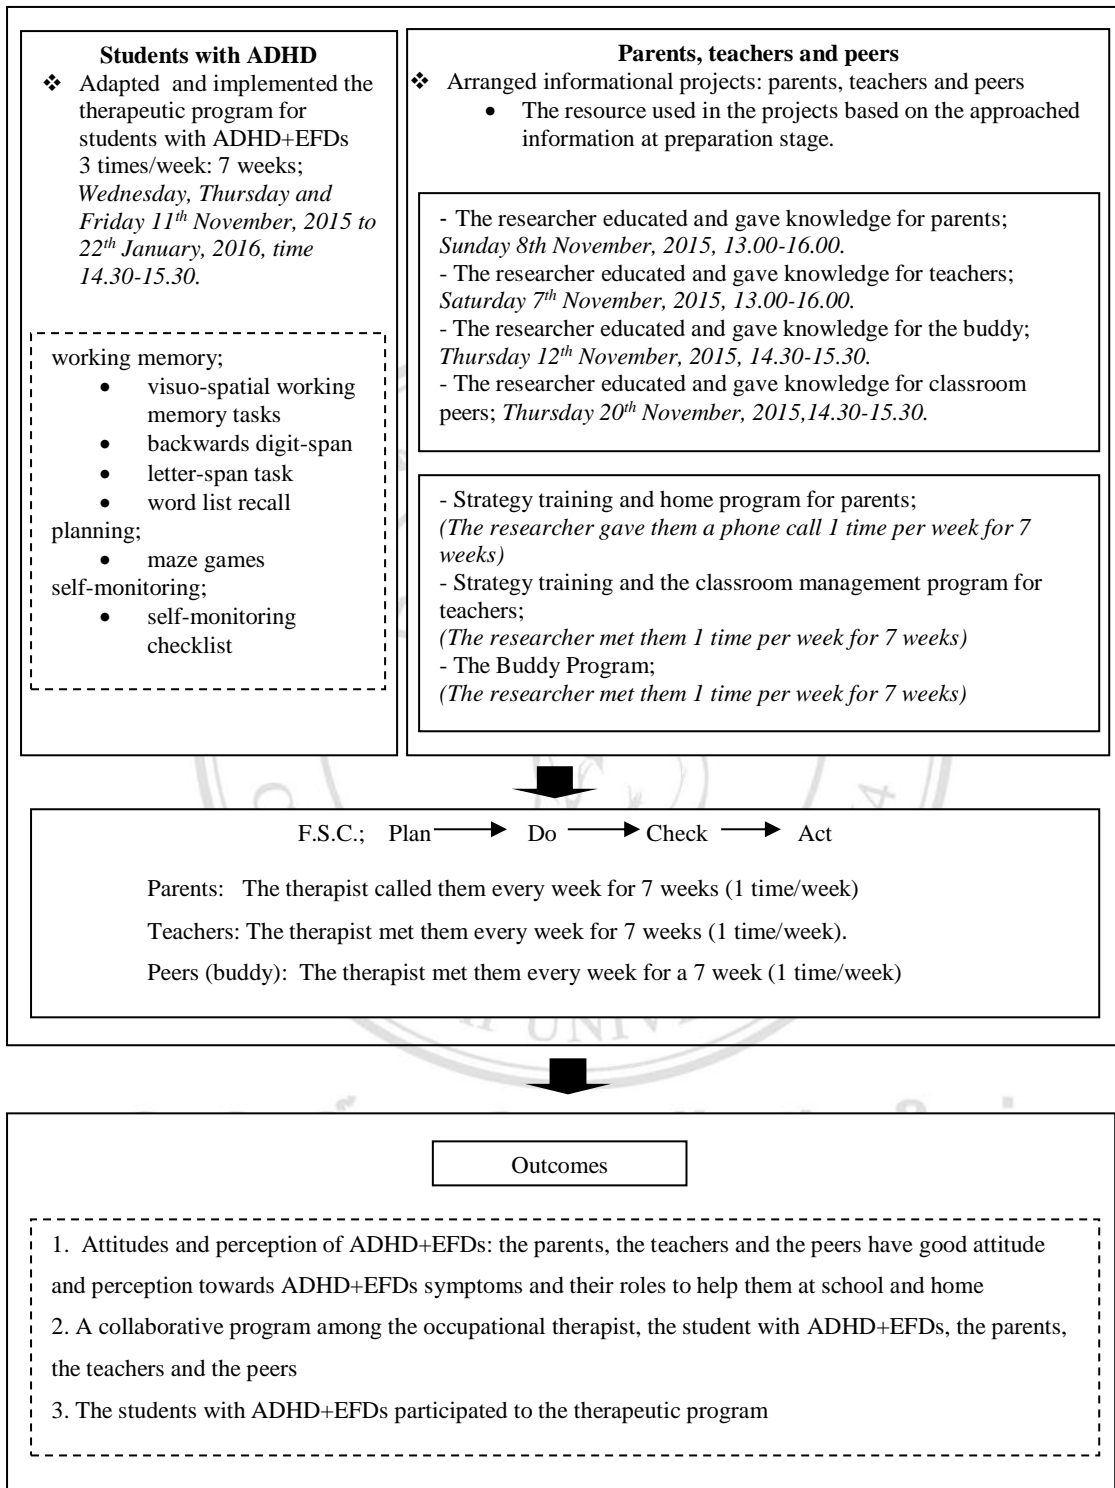 Students with ADHD
❖ Adapted and implemented the
therapeutic program for
students with ADHD+EFDs
3 times/week: 7 weeks;
Wednesday, Thursday and
Friday 11th November, 2015 to
22th January, 2016, time
14.30-15.30.
working memory;
• visuo-spatial working
memory tasks
• backwards digit-span
• letter-span task
• word list recall
planning;
• maze games
self-monitoring;
• self-monitoring
checklist
Parents, teachers and peers
❖ Arranged informational projects: parents, teachers and peers
• The resource used in the projects based on the approached
information at preparation stage.
- The researcher educated and gave knowledge for parents;
Sunday 8th November, 2015, 13.00-16.00.
- The researcher educated and gave knowledge for teachers;
Saturday 7th November, 2015, 13.00-16.00.
- The researcher educated and gave knowledge for the buddy;
Thursday 12th November, 2015, 14.30-15.30.
- The researcher educated and gave knowledge for classroom
peers; Thursday 20th November, 2015,14.30-15.30.
- Strategy training and home program for parents;
(The researcher gave them a phone call 1 time per week for 7
weeks)
- Strategy training and the classroom management program for
teachers;
(The researcher met them 1 time per week for 7 weeks)
- The Buddy Program;
(The researcher met them 1 time per week for 7 weeks)
F.S.C.; Plan → Do → Check → Act
Parents: The therapist called them every week for 7 weeks (1 time/week)
Teachers: The therapist met them every week for 7 weeks (1 time/week).
Peers (buddy): The therapist met them every week for a 7 week (1 time/week)
Outcomes
1. Attitudes and perception of ADHD+EFDs: the parents, the teachers and the peers have good attitude
and perception towards ADHD+EFDs symptoms and their roles to help them at school and home
2. A collaborative program among the occupational therapist, the student with ADHD+EFDs, the parents,
the teachers and the peers
3. The students with ADHD+EFDs participated to the therapeutic program